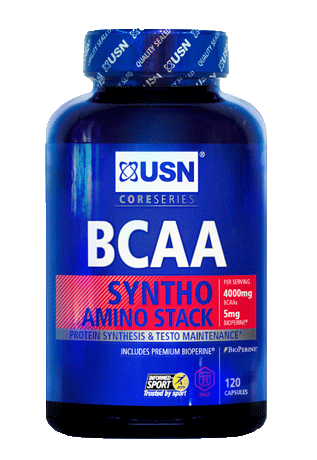 USN
QUALITY SEALED
USN®
CORESERIES
BCAA
SYNTHO
AMINO STACK
PER SERVING
4000mg
BCAAs
5mg
BIOPERINE®
PROTEIN SYNTHESIS & TESTO MAINTENANCE*
INCLUDES PREMIUM BIOPERINE®
BIOPERINE®
INFORMED
SPORT
Trusted by sport
120
CAPSULES